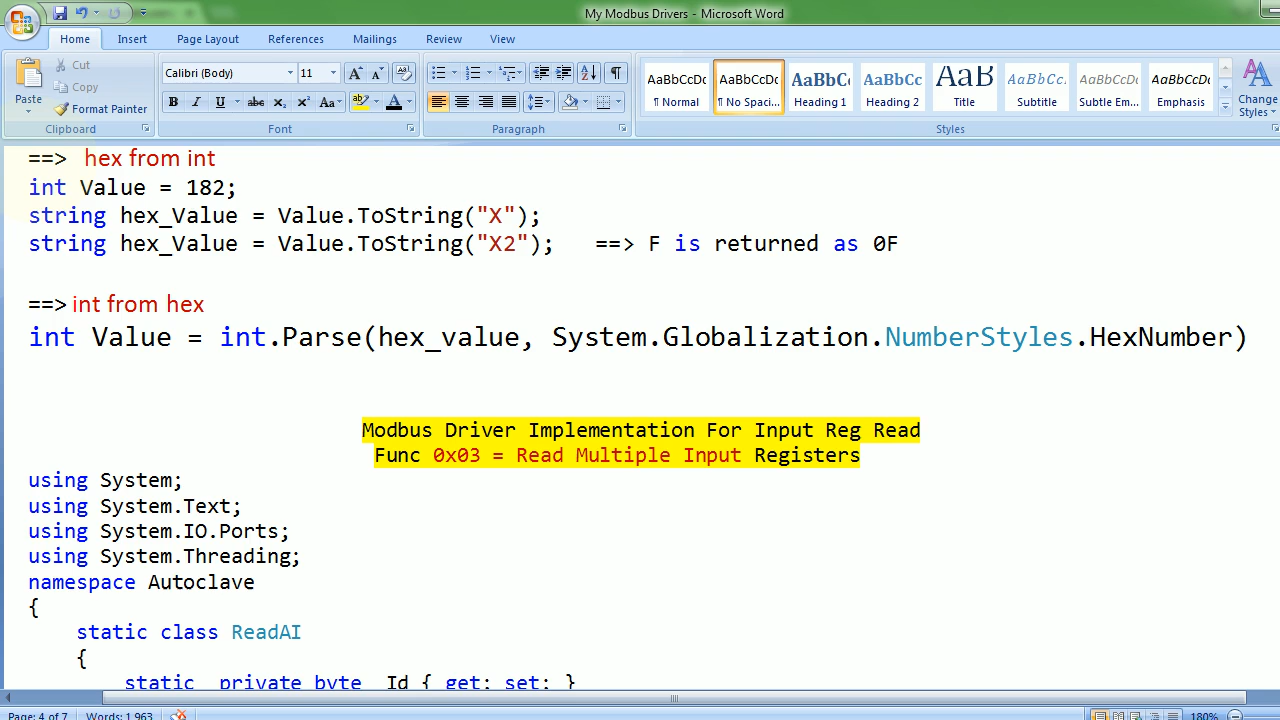 My Modbus Drivers - Microsoft Word
Home Insert Page Layout References Mailings Review View
Paste
Cut
Copy
Format Painter
Clipboard
Calibri (Body) 11
Font
Paragraph
AaBbCcDc AaBbCcDc AaBbC AaBbCc AaB AaBbCc. AaBbCc. AaBbCcDc
¶ Normal ¶ No Spaci... Heading 1 Heading 2 Title Subtitle Subtle Em... Emphasis
Change Styles
Styles
==> hex from int
int Value = 182;
string hex_Value = Value.ToString("X");
string hex_Value = Value.ToString("X2"); ==> F is returned as 0F
==> int from hex
int Value = int.Parse(hex_value, System.Globalization.NumberStyles.HexNumber)
Modbus Driver Implementation For Input Reg Read
Func 0x03 = Read Multiple Input Registers
using System;
using System.Text;
using System.IO.Ports;
using System.Threading;
namespace Autoclave
{
static class ReadAI
{
static private byte _Id { get; set; }
Page: 4 of 7 Words: 1,963 180%